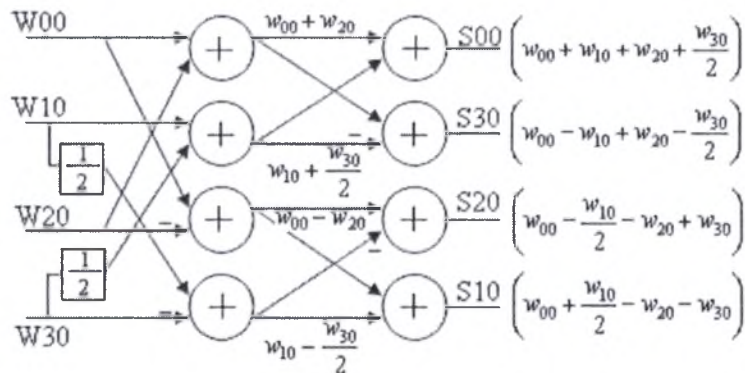 W00
w₀₀ + w₂₀
S00 (w₀₀ + w₁₀ + w₂₀ + w₃₀/2)
+
+
W10
1/2
+
w₁₀ + w₃₀/2
−
+
S30 (w₀₀ − w₁₀ + w₂₀ − w₃₀/2)
W20
−
+
w₀₀ − w₂₀
−
+
S20 (w₀₀ − w₁₀/2 − w₂₀ + w₃₀)
1/2
W30
−
+
w₁₀ − w₃₀/2
+
S10 (w₀₀ + w₁₀/2 − w₂₀ − w₃₀)